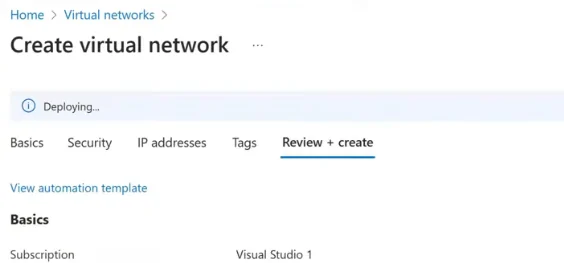 Home > Virtual networks >
Create virtual network ...
Deploying...
Basics Security IP addresses Tags Review + create
View automation template
Basics
Subscription Visual Studio 1